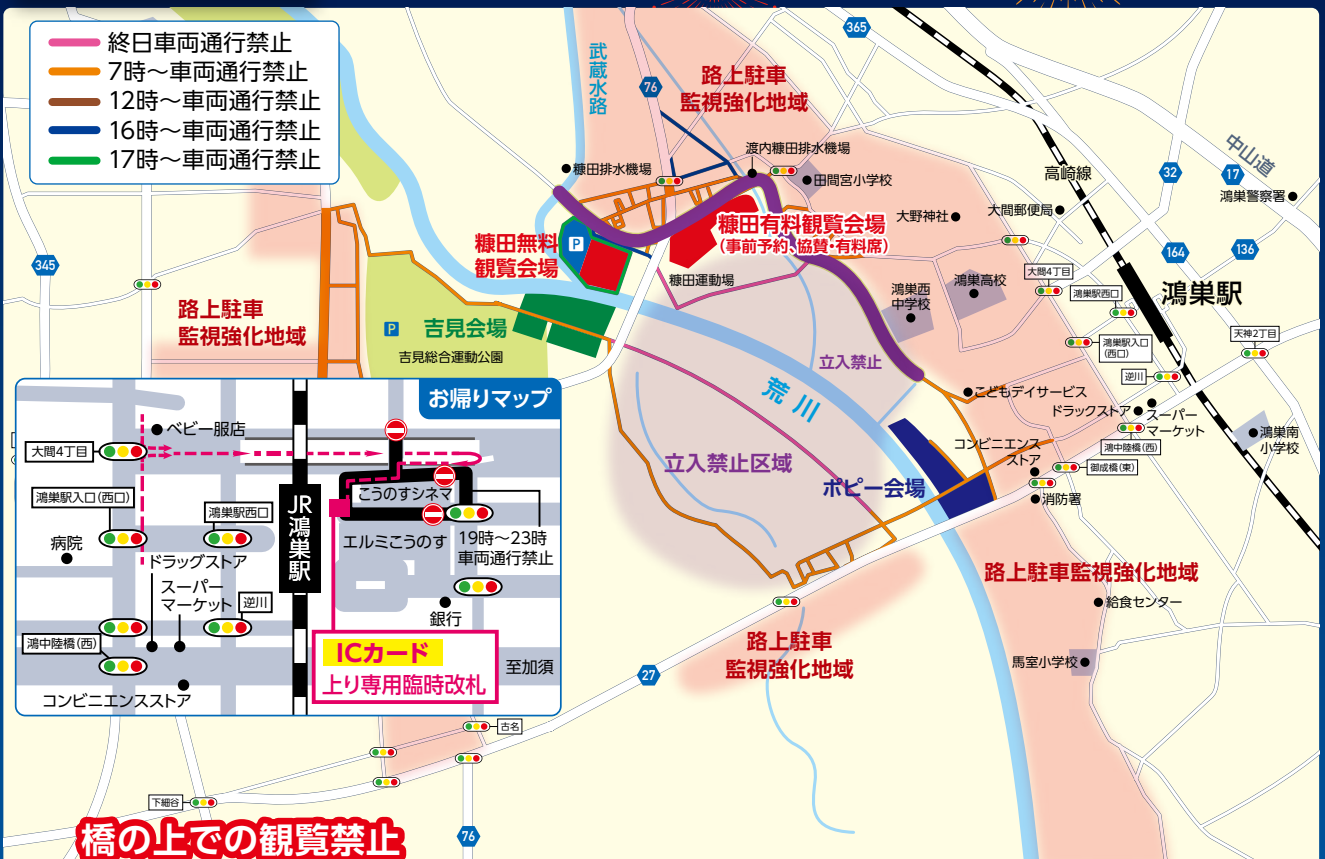 終日車両通行禁止
7時～車両通行禁止
12時～車両通行禁止
16時～車両通行禁止
17時～車両通行禁止
武蔵水路
76
365
路上駐車
監視強化地域
中山道
17
32
鴻巣警察署
高崎線
渡内糠田排水機場
糠田排水機場
田間宮小学校
大野神社
大間郵便局
164
136
345
糠田無料
観覧会場
P
糠田有料観覧会場
(事前予約、協賛・有料席)
糠田運動場
鴻巣高校
鴻巣西
中学校
大間4丁目
鴻巣駅西口
鴻巣駅
天神2丁目
鴻巣駅入口
(西口)
逆川
路上駐車
監視強化地域
P
吉見会場
吉見総合運動公園
立入禁止
荒川
こどもデイサービス
ドラッグストア
スーパー
マーケット
鴻中陸橋(西)
鴻巣南
小学校
コンビニエンス
ストア
御成橋(東)
消防署
立入禁止区域
ポピー会場
路上駐車監視強化地域
給食センター
馬室小学校
路上駐車
監視強化地域
27
お帰りマップ
ベビー服店
大間4丁目
鴻巣駅入口(西口)
鴻巣駅西口
JR鴻巣駅
こうのすシネマ
エルミこうのす
19時～23時
車両通行禁止
病院
ドラッグストア
スーパー
マーケット
逆川
銀行
鴻中陸橋(西)
ICカード
上り専用臨時改札
至加須
コンビニエンスストア
古名
下細谷
76
橋の上での観覧禁止